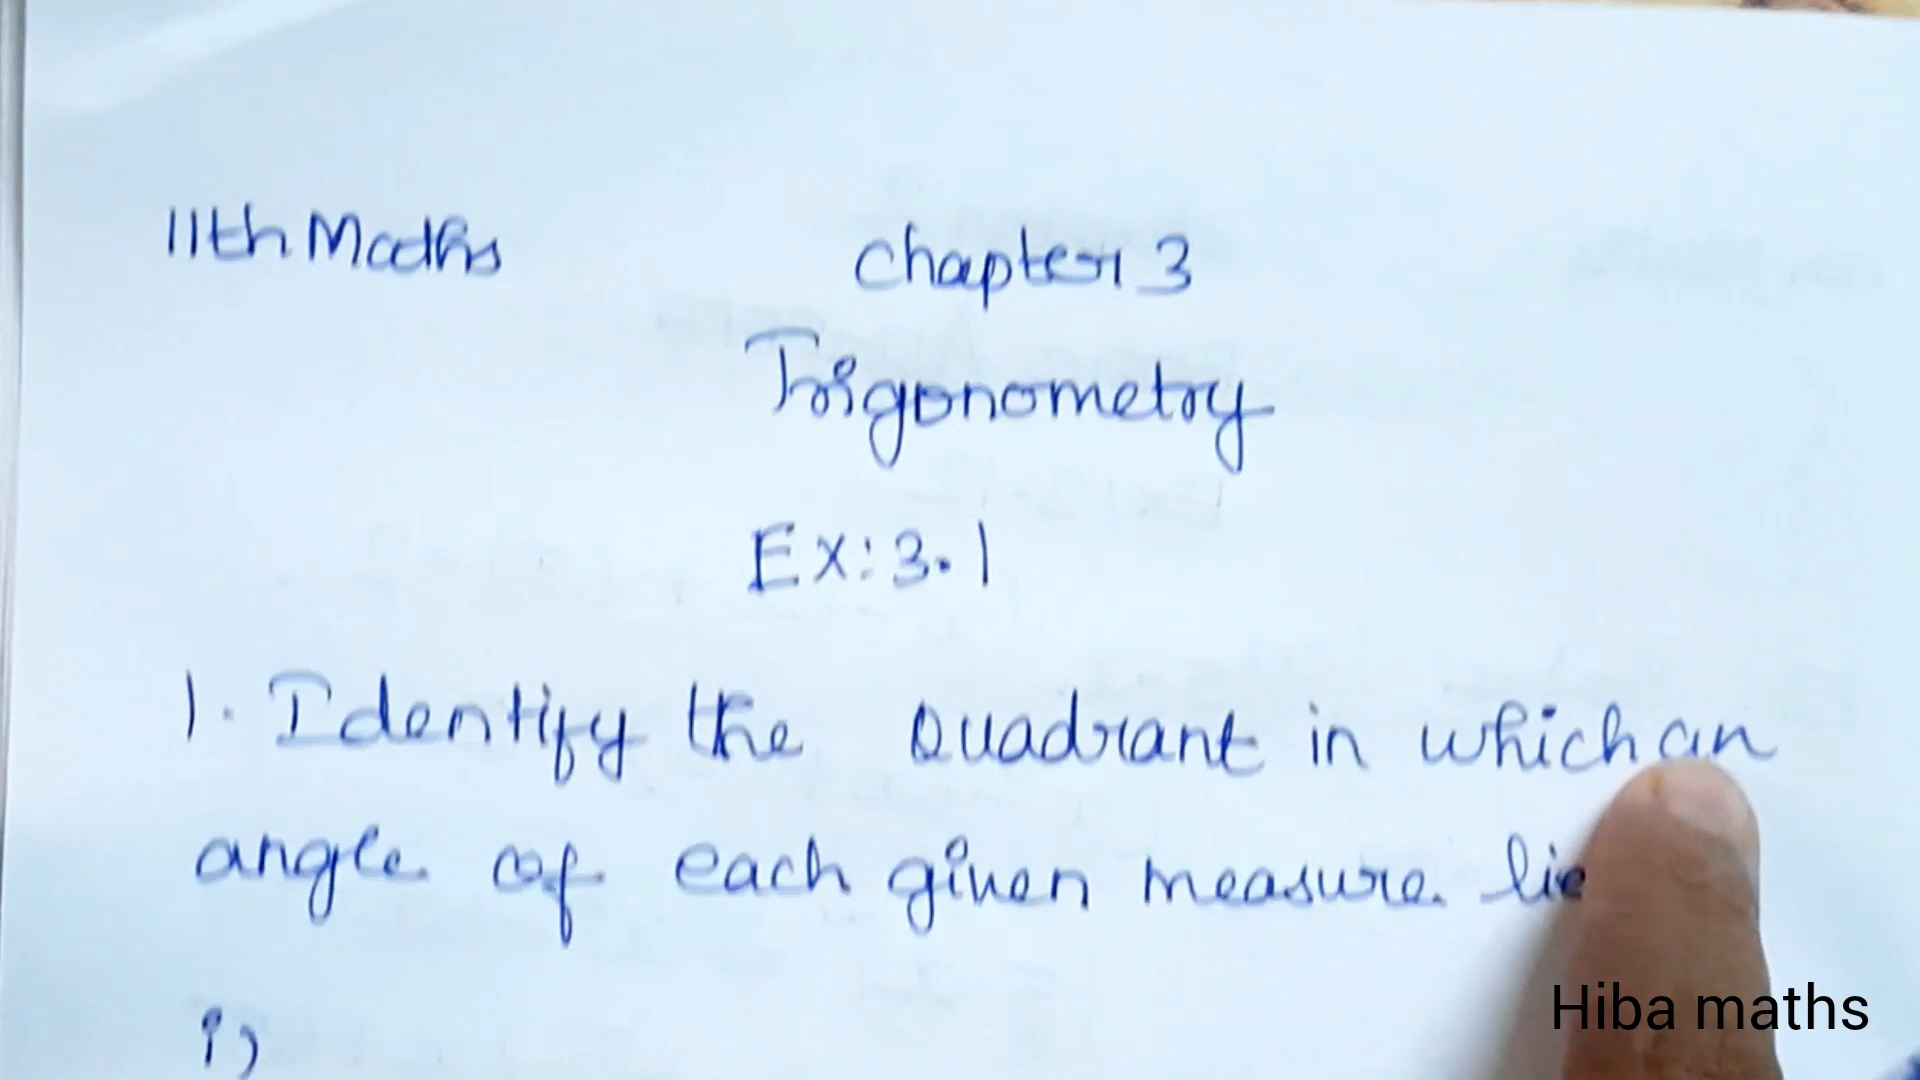 11th Maths
Chapter 3
Trigonometry
Ex: 3.1
1. Identify the Quadrant in which an
angle of each given measure lie
i)
Hiba maths